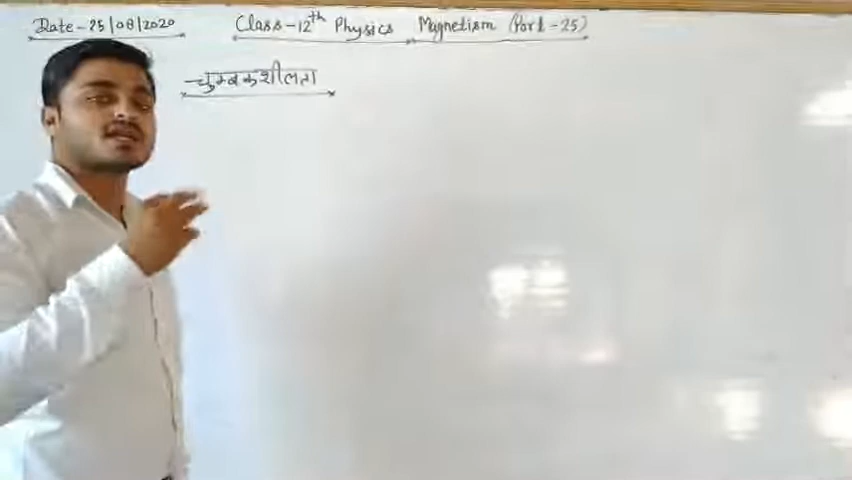 Date - 25/08/2020 Class - 12th Physics Magnetism (Part - 25)
चुम्बकशीलता